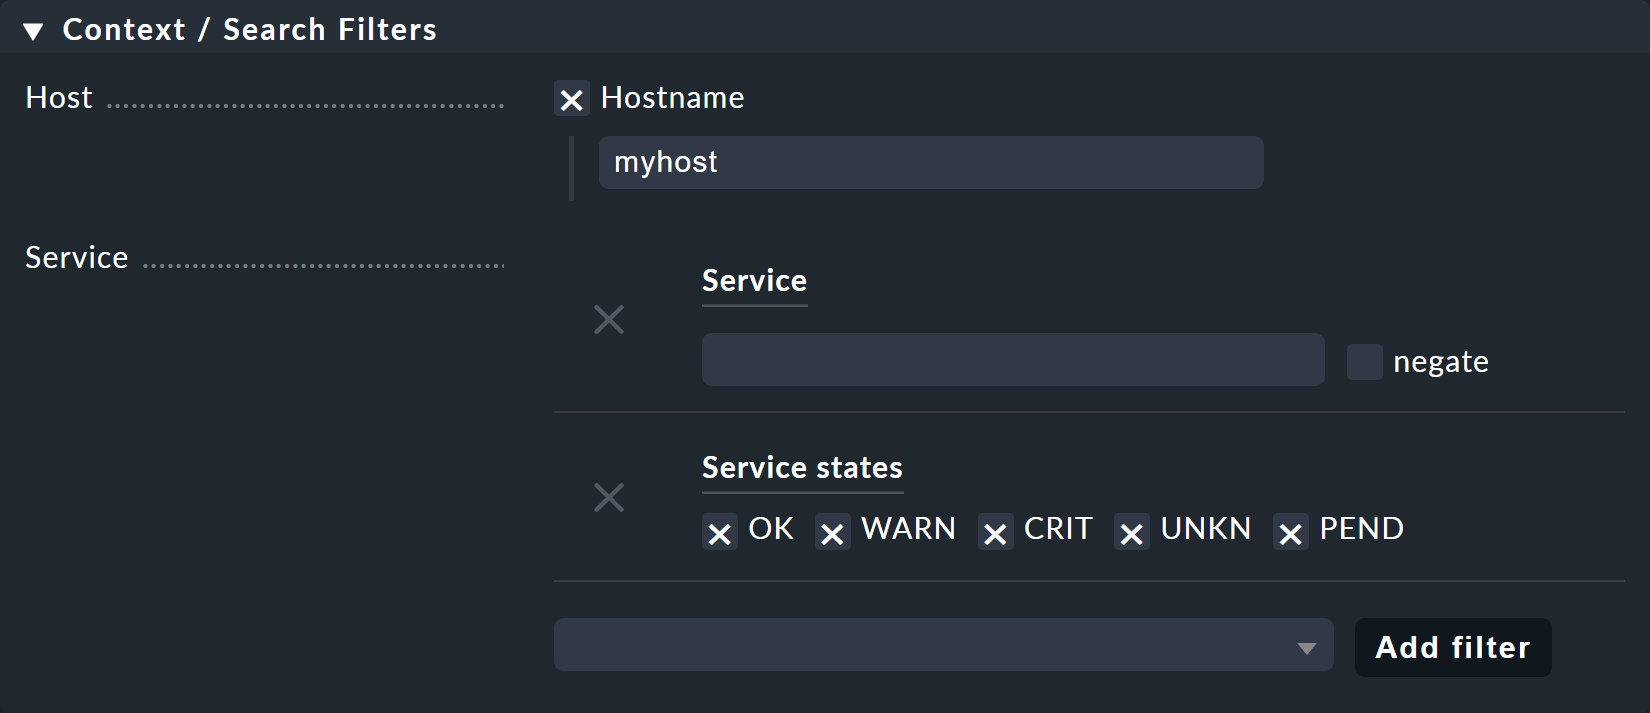 Context / Search Filters
Host
Hostname
myhost
Service
Service
negate
Service states
OK WARN CRIT UNKN PEND
Add filter